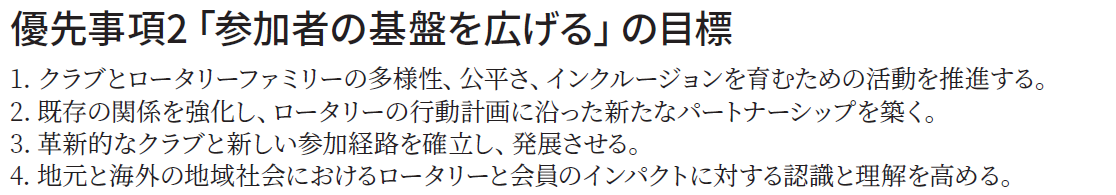 優先事項2「参加者の基盤を広げる」の目標
1. クラブとロータリーファミリーの多様性、公平さ、インクルージョンを育むための活動を推進する。
2. 既存の関係を強化し、ロータリーの行動計画に沿った新たなパートナーシップを築く。
3. 革新的なクラブと新しい参加経路を確立し、発展させる。
4. 地元と海外の地域社会におけるロータリーと会員のインパクトに対する認識と理解を高める。